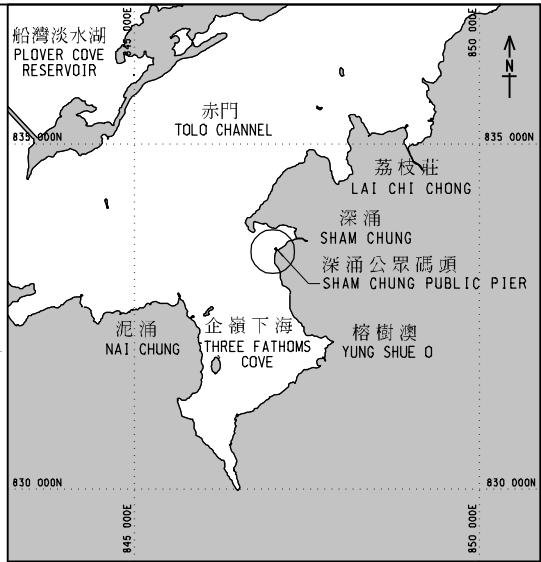 船灣淡水湖
PLOVER COVE
RESERVOIR
845 000E
850 000E
N
赤門
TOLO CHANNEL
835 000N
835 000N
荔枝莊
LAI CHI CHONG
深涌
SHAM CHUNG
深涌公眾碼頭
SHAM CHUNG PUBLIC PIER
泥涌
NAI CHUNG
企嶺下海
THREE FATHOMS
COVE
榕樹澳
YUNG SHUE O
830 000N
830 000N
845 000E
850 000E